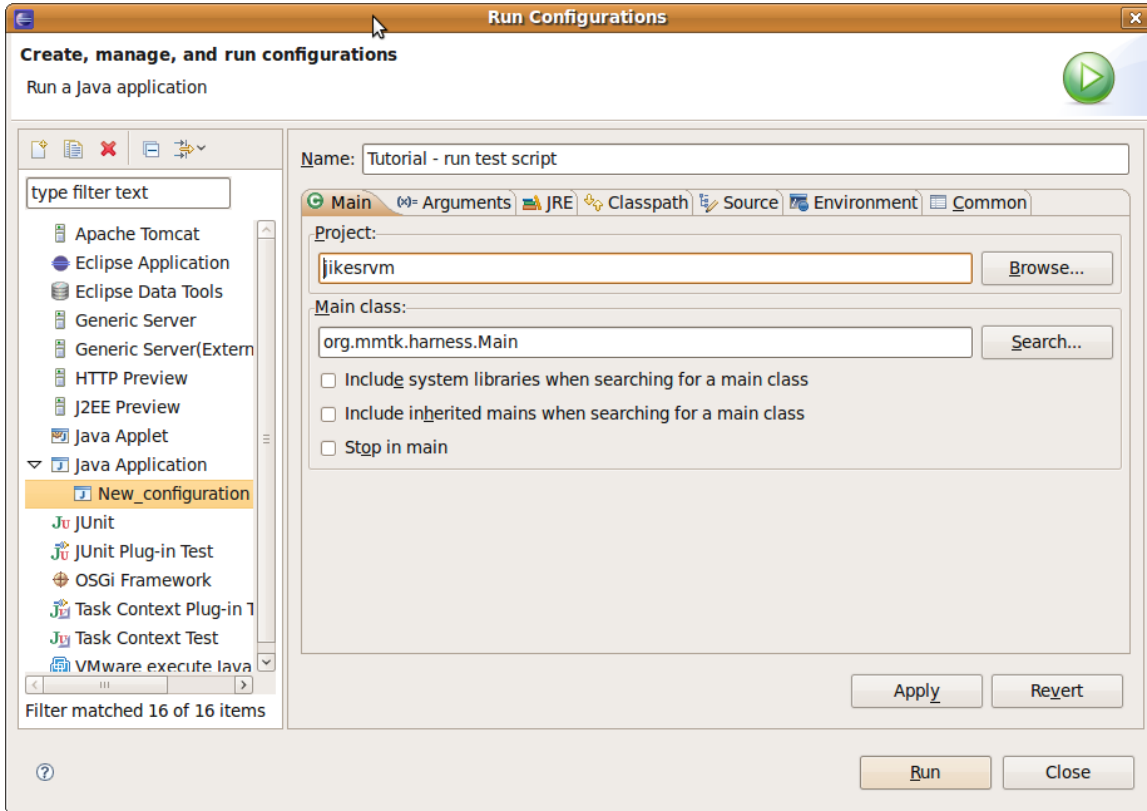 Run Configurations
Create, manage, and run configurations
Run a Java application
type filter text
Apache Tomcat
Eclipse Application
Eclipse Data Tools
Generic Server
Generic Server(Extern
HTTP Preview
J2EE Preview
Java Applet
Java Application
New_configuration
JUnit
JUnit Plug-in Test
OSGi Framework
Task Context Plug-in T
Task Context Test
VMware execute Java
Filter matched 16 of 16 items
Name: Tutorial - run test script
Main (x)= Arguments JRE Classpath Source Environment Common
Project:
jikesrvm Browse...
Main class:
org.mmtk.harness.Main Search...
Include system libraries when searching for a main class
Include inherited mains when searching for a main class
Stop in main
Apply Revert
Run Close